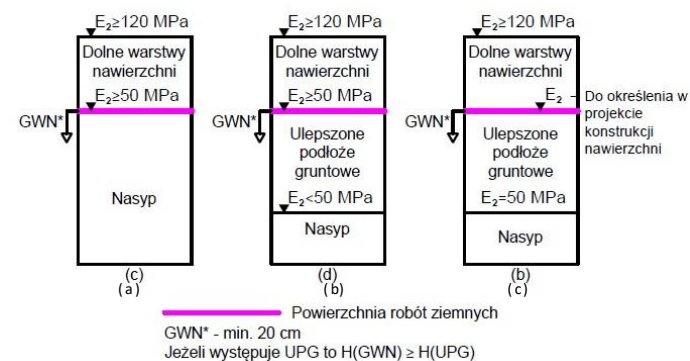 E₂≥120 MPa
Dolne warstwy
nawierzchni
E₂≥50 MPa
GWN*
Nasyp
(c)
(a)
E₂≥120 MPa
Dolne warstwy
nawierzchni
E₂≥50 MPa
Ulepszone
podłoże
gruntowe
E₂<50 MPa
Nasyp
(d)
(b)
E₂≥120 MPa
Dolne warstwy
nawierzchni
E₂ - Do określenia w
projekcie
konstrukcji
nawierzchni
GWN*
Ulepszone
podłoże
gruntowe
E₂=50 MPa
Nasyp
(b)
(c)
Powierzchnia robót ziemnych
GWN* - min. 20 cm
Jeżeli występuje UPG to H(GWN) ≥ H(UPG)